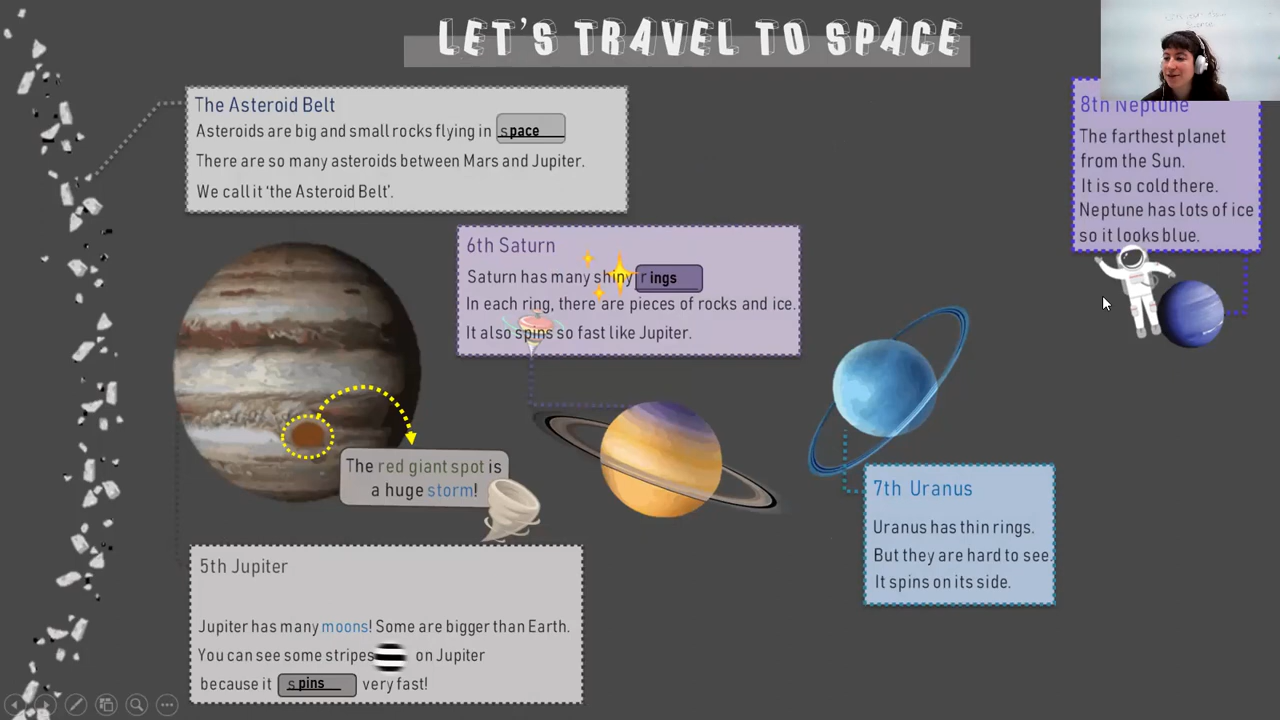 LET'S TRAVEL TO SPACE
The Asteroid Belt
Asteroids are big and small rocks flying in space
There are so many asteroids between Mars and Jupiter.
We call it 'the Asteroid Belt'.
8th Neptune
The farthest planet
from the Sun.
It is so cold there.
Neptune has lots of ice
so it looks blue.
6th Saturn
Saturn has many shiny rings
In each ring, there are pieces of rocks and ice.
It also spins so fast like Jupiter.
The red giant spot is
a huge storm!
7th Uranus
Uranus has thin rings.
But they are hard to see.
It spins on its side.
5th Jupiter
Jupiter has many moons! Some are bigger than Earth.
You can see some stripes on Jupiter
because it spins very fast!